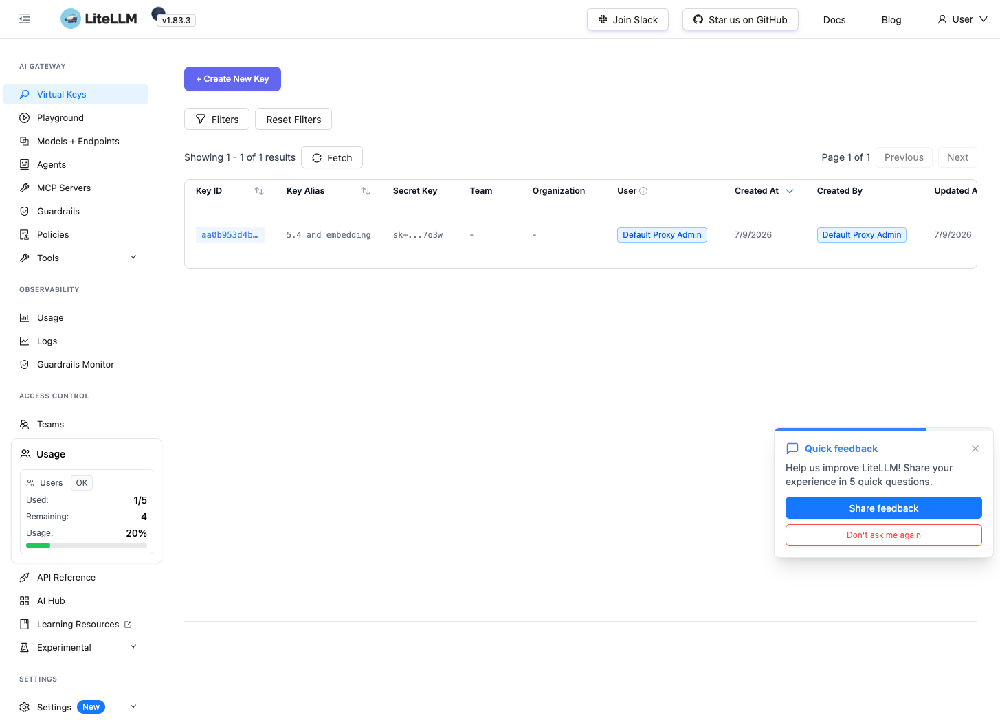 LiteLLM
v1.83.3
Join Slack
Star us on GitHub
Docs
Blog
User
AI GATEWAY
Virtual Keys
Playground
Models + Endpoints
Agents
MCP Servers
Guardrails
Policies
Tools
OBSERVABILITY
Usage
Logs
Guardrails Monitor
ACCESS CONTROL
Teams
Usage
Users OK
Used: 1/5
Remaining: 4
Usage: 20%
API Reference
AI Hub
Learning Resources
Experimental
SETTINGS
Settings New
+ Create New Key
Filters
Reset Filters
Showing 1 - 1 of 1 results
Fetch
Page 1 of 1
Previous
Next
Key ID Key Alias Secret Key Team Organization User Created At Created By Updated A
aa0b953d4b… 5.4 and embedding sk-...7o3w - - Default Proxy Admin 7/9/2026 Default Proxy Admin 7/9/2026
Quick feedback
Help us improve LiteLLM! Share your
experience in 5 quick questions.
Share feedback
Don't ask me again